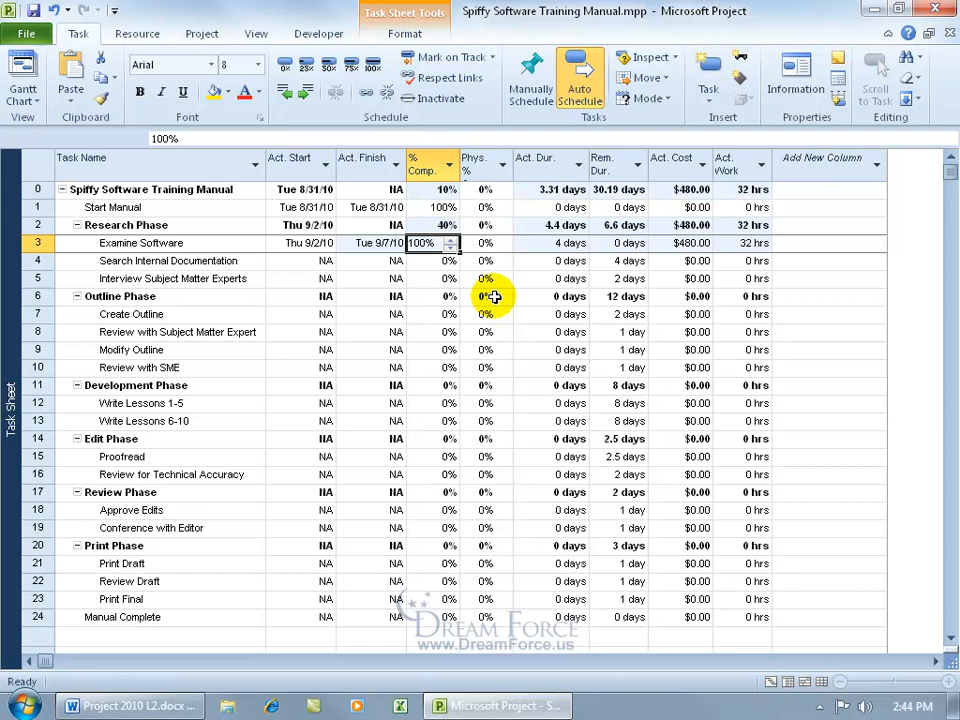 Task Sheet Tools
Spiffy Software Training Manual.mpp - Microsoft Project
File Task Resource Project View Developer Format
Arial 8
Mark on Track
Respect Links
Inactivate
Gantt Chart
Paste
B I U A
Manually Schedule
Auto Schedule
Inspect
Move
Mode
Task
Information
Scroll to Task
View Clipboard Font Schedule Tasks Insert Properties Editing
100%
Task Name Act. Start Act. Finish % Comp. Phys. % Act. Dur. Rem. Dur. Act. Cost Act. Work Add New Column
0 Spiffy Software Training Manual Tue 8/31/10 NA 10% 0% 3.31 days 30.19 days $480.00 32 hrs
1 Start Manual Tue 8/31/10 Tue 8/31/10 100% 0% 0 days 0 days $0.00 0 hrs
2 Research Phase Thu 9/2/10 NA 40% 0% 4.4 days 6.6 days $480.00 32 hrs
3 Examine Software Thu 9/2/10 Tue 9/7/10 100% 0% 4 days 0 days $480.00 32 hrs
4 Search Internal Documentation NA NA 0% 0% 0 days 4 days $0.00 0 hrs
5 Interview Subject Matter Experts NA NA 0% 0% 0 days 2 days $0.00 0 hrs
6 Outline Phase NA NA 0% 0% 0 days 12 days $0.00 0 hrs
7 Create Outline NA NA 0% 0% 0 days 2 days $0.00 0 hrs
8 Review with Subject Matter Expert NA NA 0% 0% 0 days 1 day $0.00 0 hrs
9 Modify Outline NA NA 0% 0% 0 days 1 day $0.00 0 hrs
10 Review with SME NA NA 0% 0% 0 days 1 day $0.00 0 hrs
11 Development Phase NA NA 0% 0% 0 days 8 days $0.00 0 hrs
12 Write Lessons 1-5 NA NA 0% 0% 0 days 8 days $0.00 0 hrs
13 Write Lessons 6-10 NA NA 0% 0% 0 days 8 days $0.00 0 hrs
14 Edit Phase NA NA 0% 0% 0 days 2.5 days $0.00 0 hrs
15 Proofread NA NA 0% 0% 0 days 2.5 days $0.00 0 hrs
16 Review for Technical Accuracy NA NA 0% 0% 0 days 2 days $0.00 0 hrs
17 Review Phase NA NA 0% 0% 0 days 2 days $0.00 0 hrs
18 Approve Edits NA NA 0% 0% 0 days 1 day $0.00 0 hrs
19 Conference with Editor NA NA 0% 0% 0 days 1 day $0.00 0 hrs
20 Print Phase NA NA 0% 0% 0 days 3 days $0.00 0 hrs
21 Print Draft NA NA 0% 0% 0 days 1 day $0.00 0 hrs
22 Review Draft NA NA 0% 0% 0 days 1 day $0.00 0 hrs
23 Print Final NA NA 0% 0% 0 days 1 day $0.00 0 hrs
24 Manual Complete NA NA 0% 0% 0 days 0 days $0.00 0 hrs
Task Sheet
DREAM FORCE
www.DreamForce.us
Ready
Project 2010 L2.docx ...
Microsoft Project - S...
2:44 PM